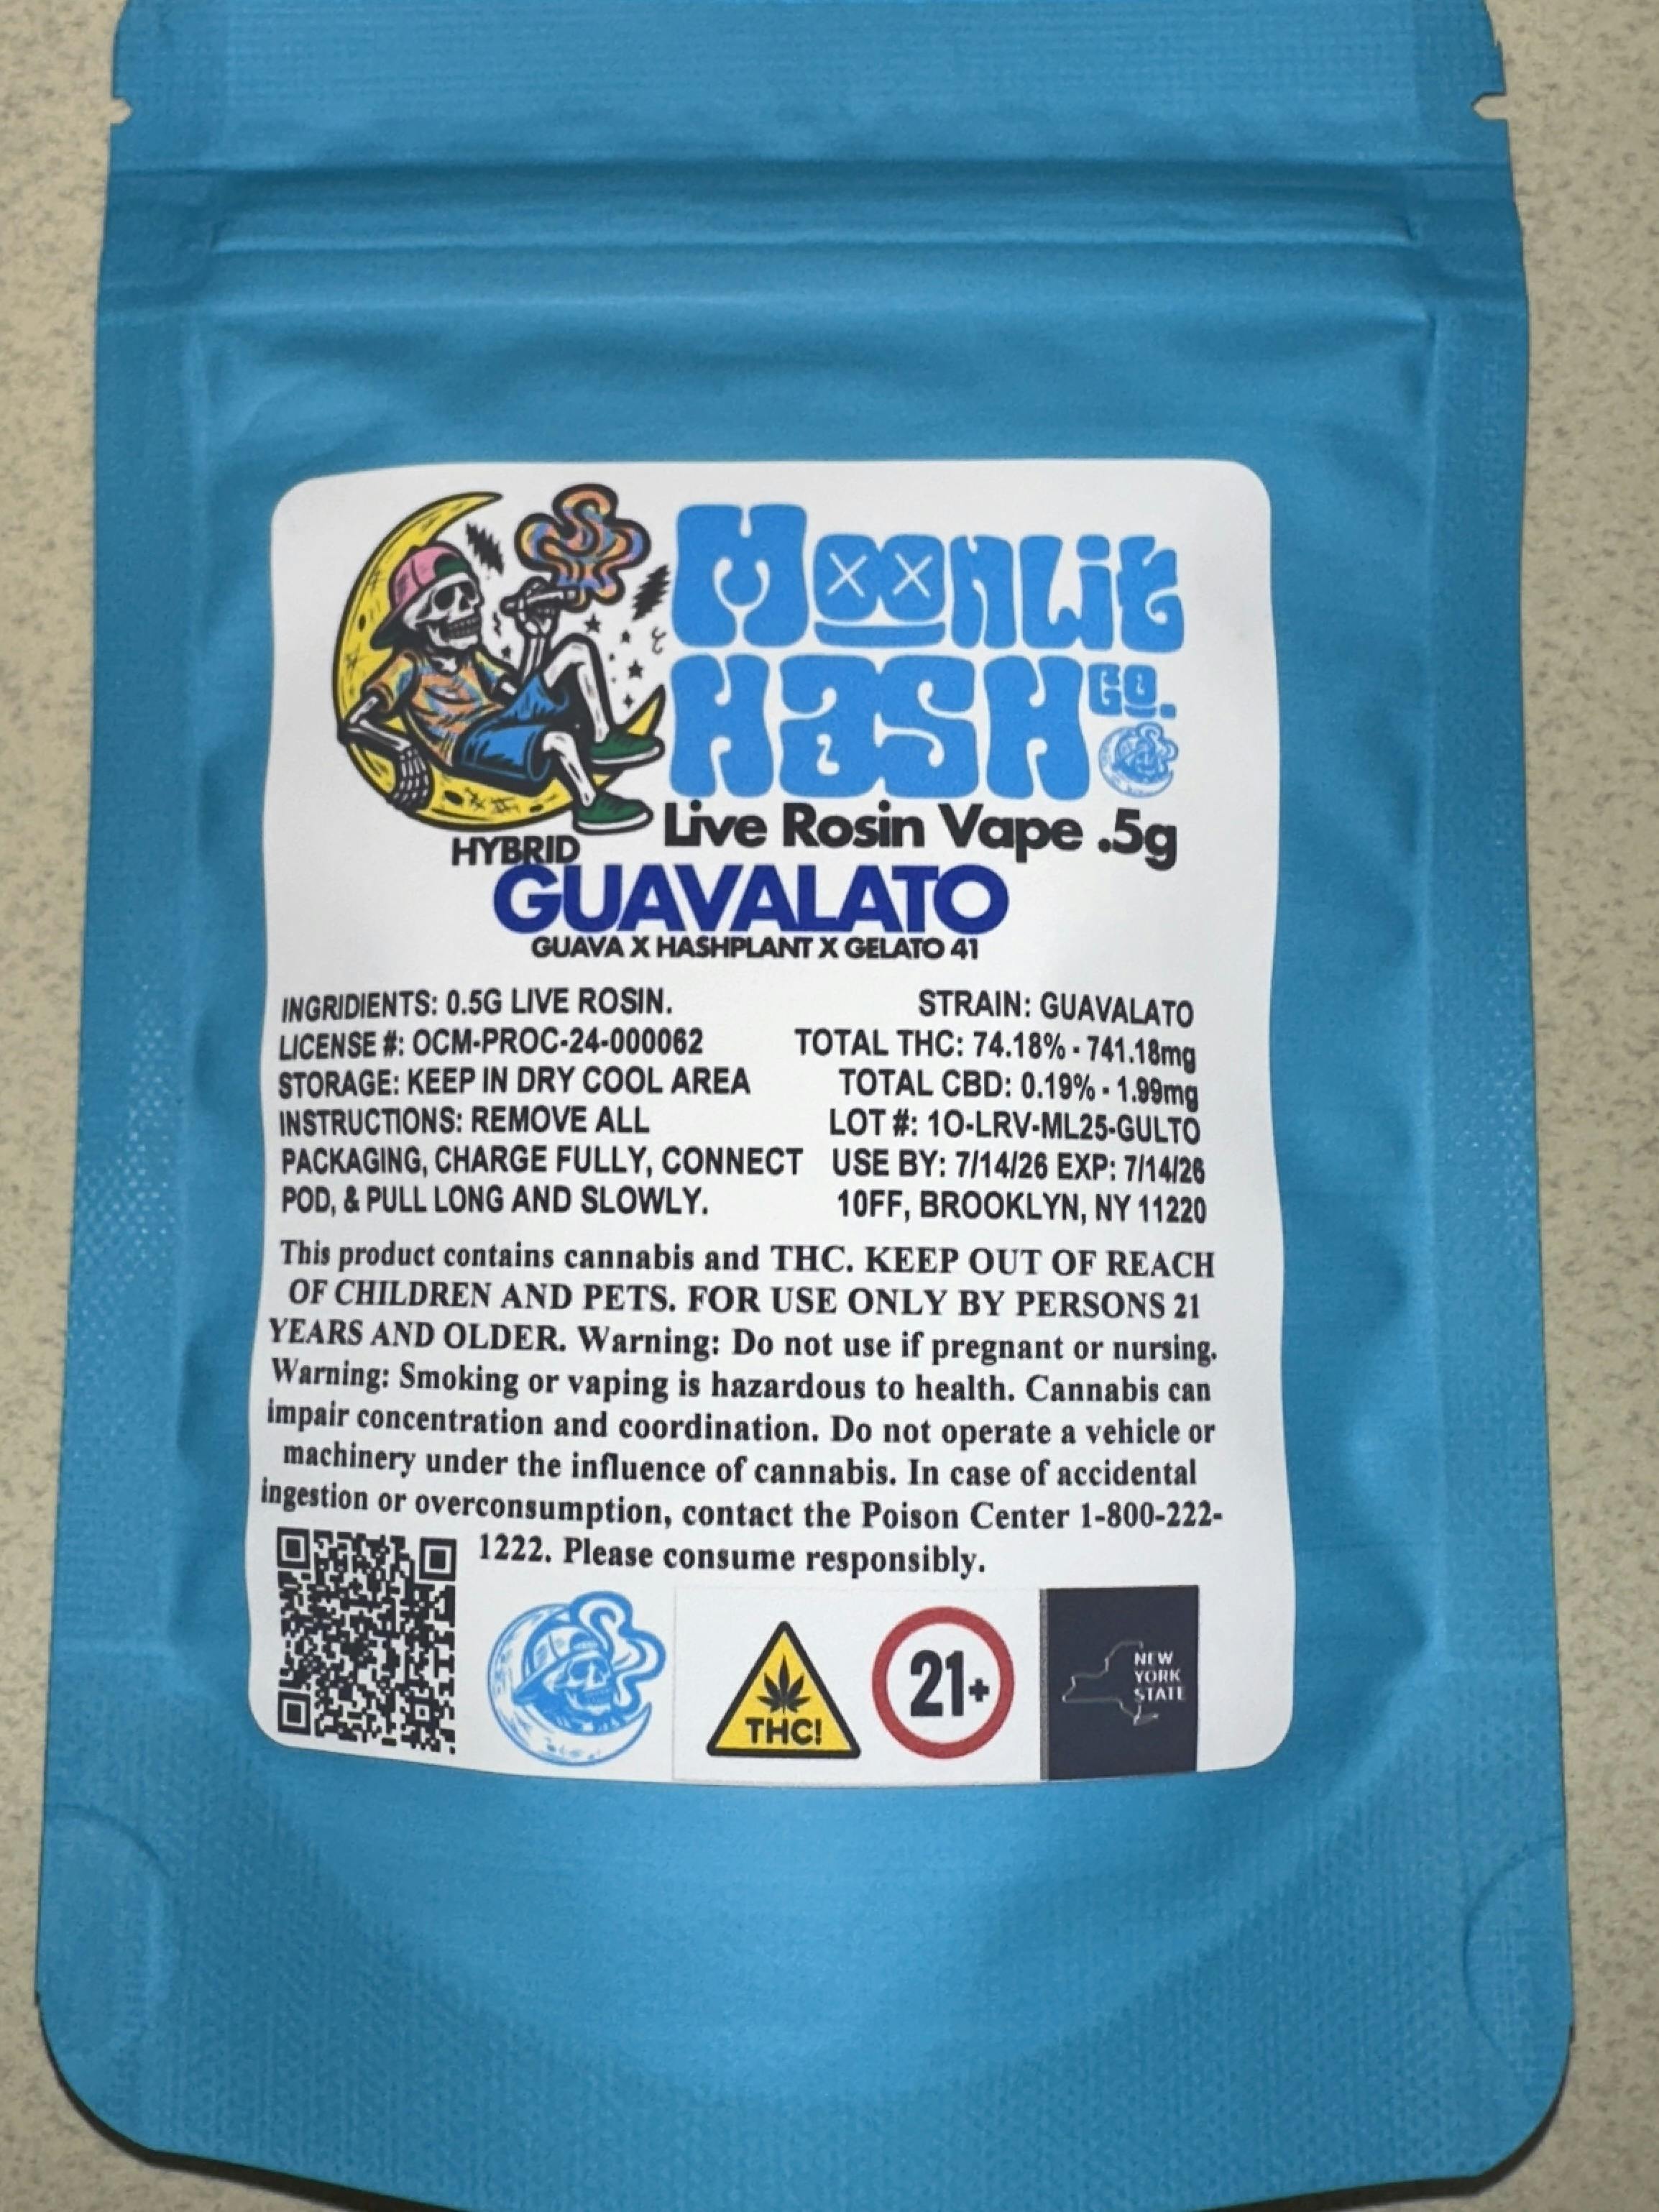 Moonlit
Hash Co.
Live Rosin Vape .5g
HYBRID
GUAVALATO
GUAVA X HASHPLANT X GELATO 41
INGRIDIENTS: 0.5G LIVE ROSIN.
LICENSE #: OCM-PROC-24-000062
STORAGE: KEEP IN DRY COOL AREA
INSTRUCTIONS: REMOVE ALL
PACKAGING, CHARGE FULLY, CONNECT
POD, & PULL LONG AND SLOWLY.
STRAIN: GUAVALATO
TOTAL THC: 74.18% - 741.18mg
TOTAL CBD: 0.19% - 1.99mg
LOT #: 1O-LRV-ML25-GULTO
USE BY: 7/14/26 EXP: 7/14/26
10FF, BROOKLYN, NY 11220
This product contains cannabis and THC. KEEP OUT OF REACH
OF CHILDREN AND PETS. FOR USE ONLY BY PERSONS 21
YEARS AND OLDER. Warning: Do not use if pregnant or nursing.
Warning: Smoking or vaping is hazardous to health. Cannabis can
impair concentration and coordination. Do not operate a vehicle or
machinery under the influence of cannabis. In case of accidental
ingestion or overconsumption, contact the Poison Center 1-800-222-
1222. Please consume responsibly.
THC!
21+
NEW
YORK
STATE